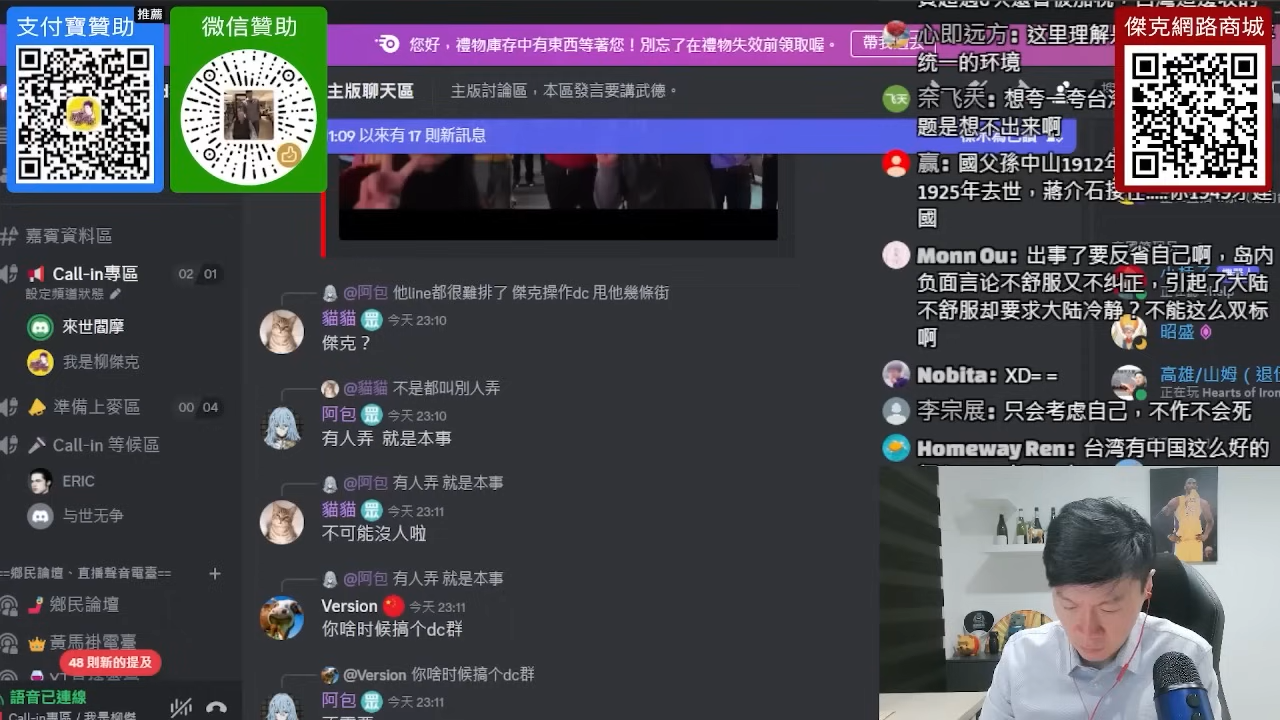 支付寶贊助
推薦
微信贊助
您好，禮物庫存中有東西等著您！別忘了在禮物失效前領取喔。
傑克網路商城
主版聊天區
主版討論區，本區發言要講武德。
1:09 以來有 17 則新訊息
嘉賓資料區
Call-in專區
02
01
設定頻道狀態
來世閻摩
我是柳傑克
準備上麥區
00
04
Call-in 等候區
ERIC
与世无争
==鄉民論壇、直播聲音電臺==
鄉民論壇
黃馬褂電臺
48 則新的提及
語音已連線
Call-in專區 / 我是柳傑
@阿包 他line都很難排了 傑克操作dc 甩他幾條街
貓貓 眾 今天 23:10
傑克？
@貓貓 不是都叫別人弄
阿包 眾 今天 23:10
有人弄 就是本事
@阿包 有人弄 就是本事
貓貓 眾 今天 23:11
不可能沒人啦
@阿包 有人弄 就是本事
Version 今天 23:11
你啥时候搞个dc群
@Version 你啥时候搞个dc群
阿包 眾 今天 23:11
心即远方：这里理解
统一的环境
奈飞天：想夸一夸台
题是想不出来啊
赢：國父孫中山1912年
1925年去世，蔣介石接
國
Monn Ou：出事了要反省自己啊，岛内
负面言论不舒服又不纠正，引起了大陆
不舒服却要求大陆冷静？不能这么双标
啊
Nobita：XD= =
李宗展：只会考虑自己，不作不会死
Homeway Ren：台湾有中国这么好的
昭盛
高雄/山姆（退伍
正在玩 Hearts of Iron